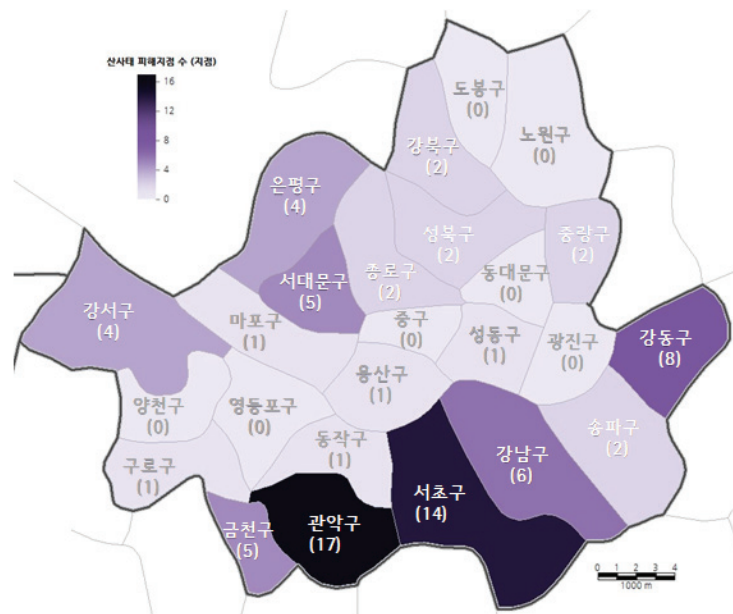 산사태 피해지점 수 (지점)
16
12
8
4
0
도봉구
(0)
노원구
(0)
강북구
(2)
은평구
(4)
성북구
(2)
중랑구
(2)
서대문구
(5)
종로구
(2)
동대문구
(0)
강서구
(4)
마포구
(1)
중구
(0)
성동구
(1)
광진구
(0)
강동구
(8)
양천구
(0)
영등포구
(0)
용산구
(1)
동작구
(1)
강남구
(6)
송파구
(2)
구로구
(1)
금천구
(5)
관악구
(17)
서초구
(14)
0 1 2 3 4
1000 m